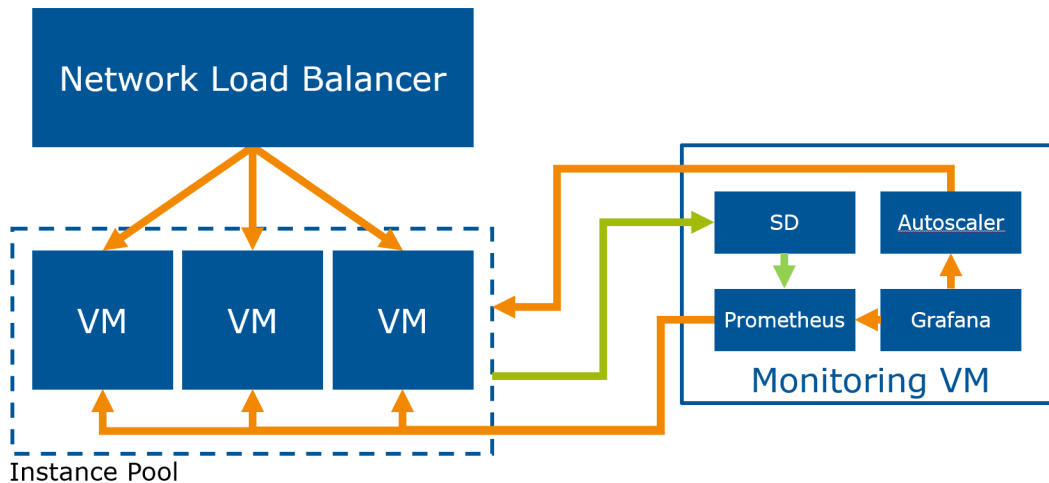 Network Load Balancer
VM
VM
VM
Instance Pool
SD
Autoscaler
Prometheus
Grafana
Monitoring VM